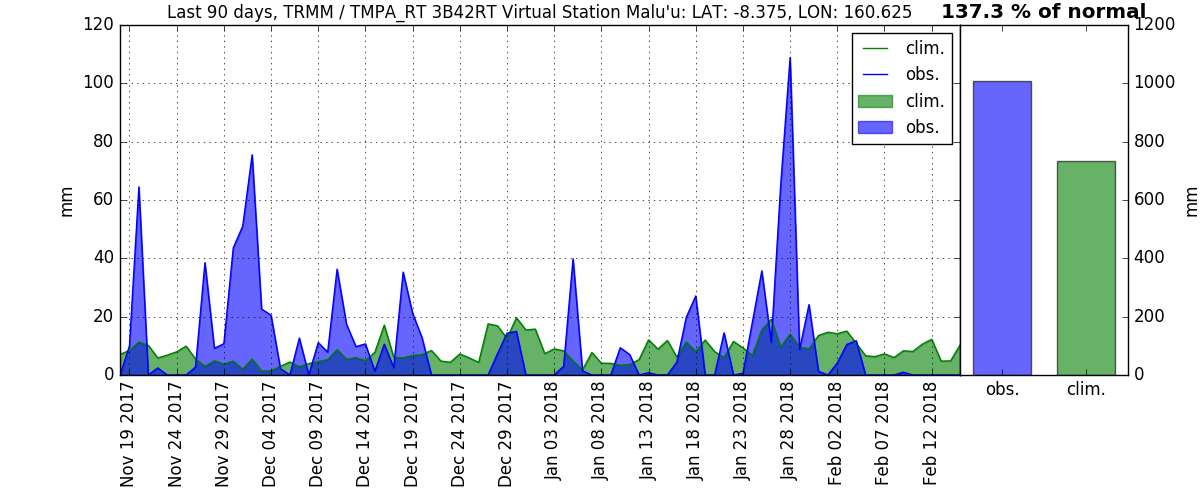 Last 90 days, TRMM / TMPA_RT 3B42RT Virtual Station Malu'u: LAT: -8.375, LON: 160.625
137.3 % of normal
120
100
80
60
40
20
0
mm
clim.
obs.
clim.
obs.
1200
1000
800
600
400
200
0
mm
obs.
clim.
Nov 19 2017
Nov 24 2017
Nov 29 2017
Dec 04 2017
Dec 09 2017
Dec 14 2017
Dec 19 2017
Dec 24 2017
Dec 29 2017
Jan 03 2018
Jan 08 2018
Jan 13 2018
Jan 18 2018
Jan 23 2018
Jan 28 2018
Feb 02 2018
Feb 07 2018
Feb 12 2018